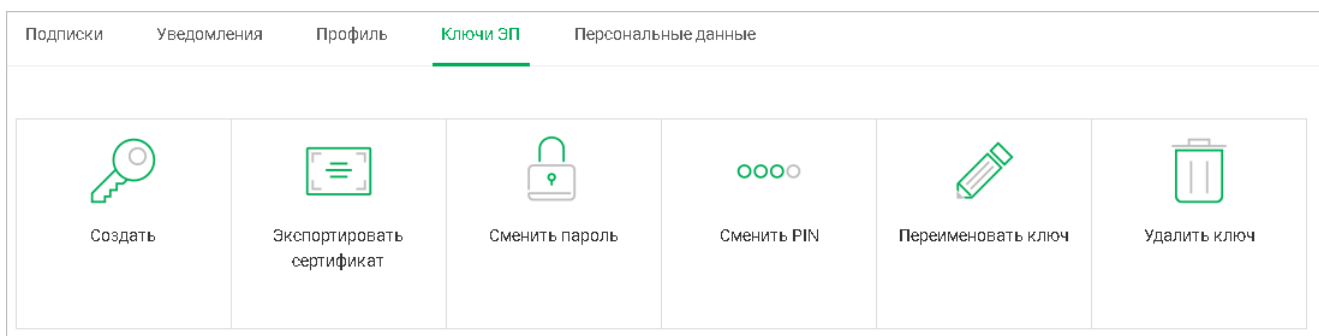 Подписки Уведомления Профиль Ключи ЭП Персональные данные
Создать Экспортировать сертификат Сменить пароль Сменить PIN Переименовать ключ Удалить ключ